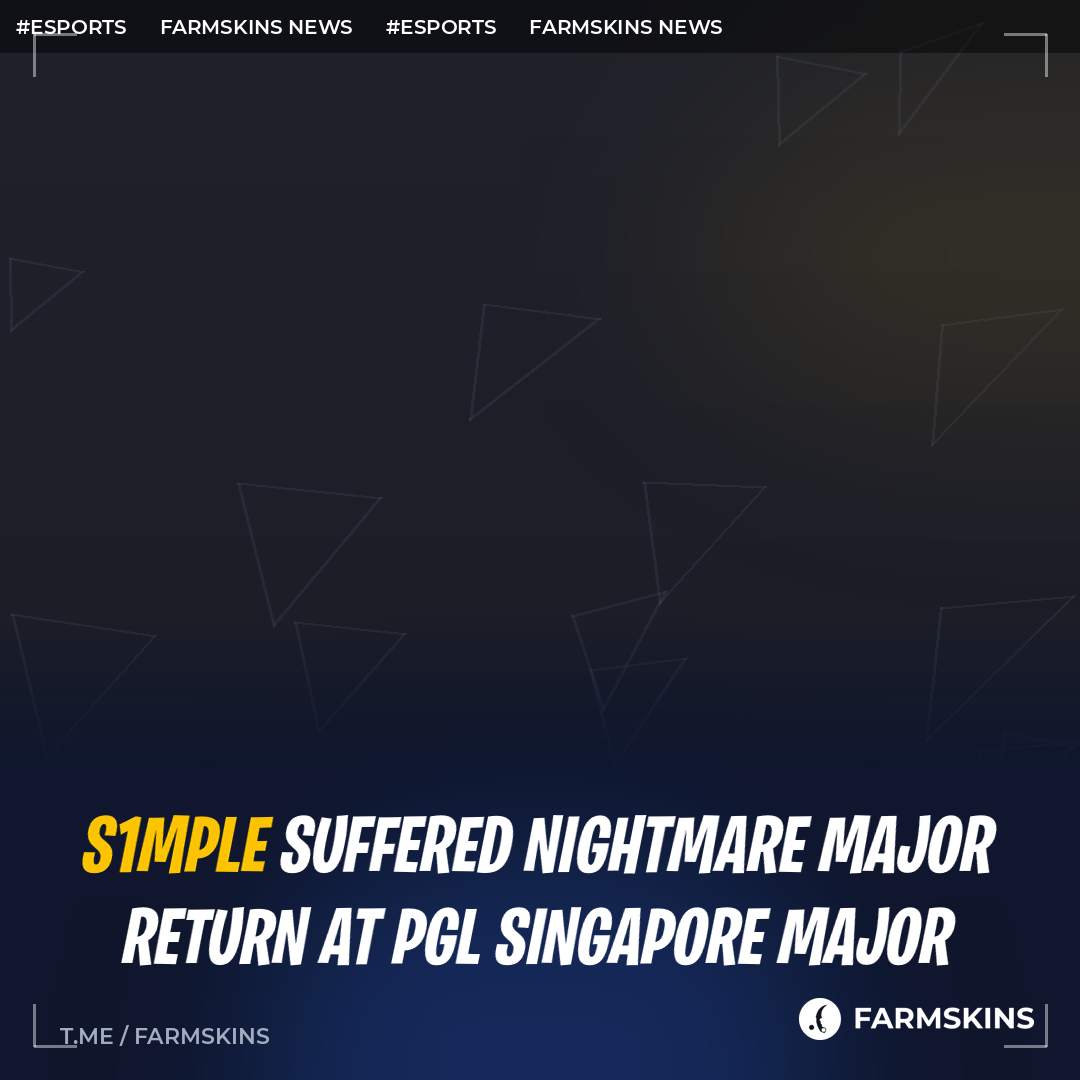 #ESPORTS FARMSKINS NEWS #ESPORTS FARMSKINS NEWS
S1MPLE SUFFERED NIGHTMARE MAJOR
RETURN AT PGL SINGAPORE MAJOR
T.ME / FARMSKINS
FARMSKINS